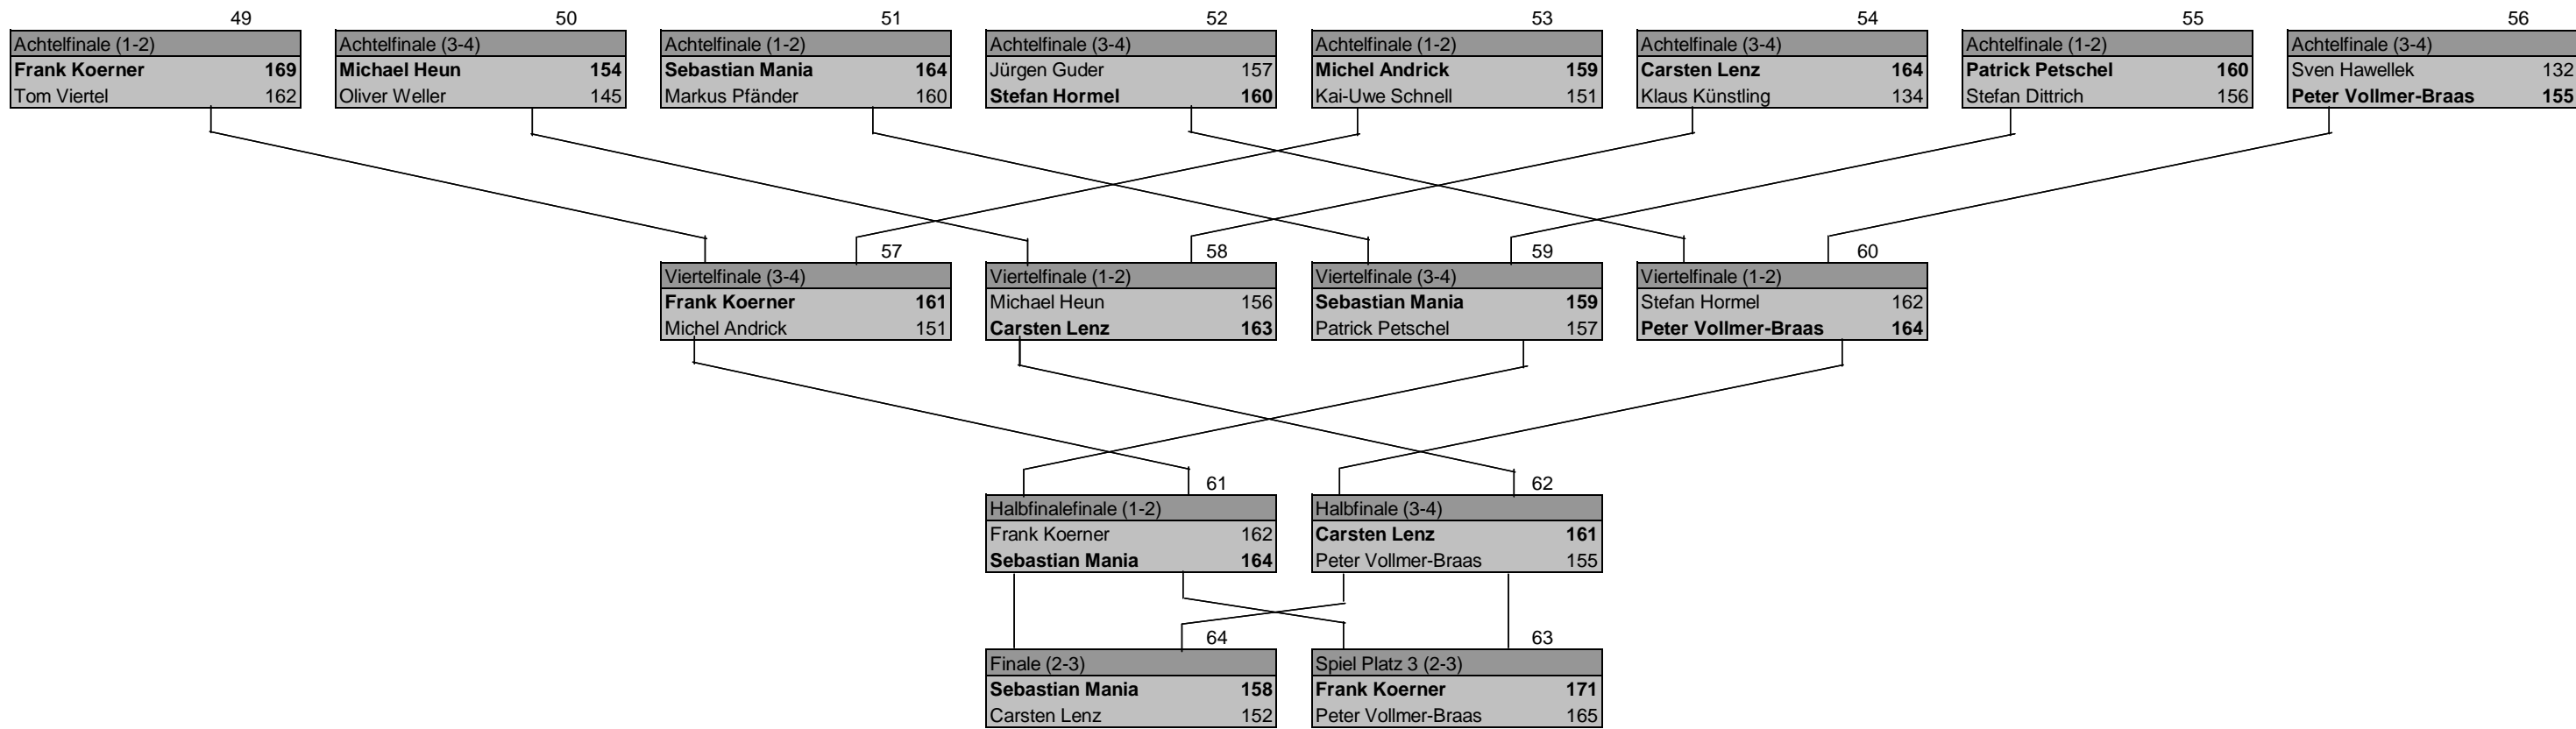 49 50 51 52 53 54 55 56
Achtelfinale (1-2) Achtelfinale (3-4) Achtelfinale (1-2) Achtelfinale (3-4) Achtelfinale (1-2) Achtelfinale (3-4) Achtelfinale (1-2) Achtelfinale (3-4)
Frank Koerner 169 Michael Heun 154 Sebastian Mania 164 Jürgen Guder 157 Michel Andrick 159 Carsten Lenz 164 Patrick Petschel 160 Sven Hawellek 132
Tom Viertel 162 Oliver Weller 145 Markus Pfänder 160 Stefan Hormel 160 Kai-Uwe Schnell 151 Klaus Künstling 134 Stefan Dittrich 156 Peter Vollmer-Braas 155
57 58 59 60
Viertelfinale (3-4) Viertelfinale (1-2) Viertelfinale (3-4) Viertelfinale (1-2)
Frank Koerner 161 Michael Heun 156 Sebastian Mania 159 Stefan Hormel 162
Michel Andrick 151 Carsten Lenz 163 Patrick Petschel 157 Peter Vollmer-Braas 164
61 62
Halbfinalefinale (1-2) Halbfinale (3-4)
Frank Koerner 162 Carsten Lenz 161
Sebastian Mania 164 Peter Vollmer-Braas 155
64 63
Finale (2-3) Spiel Platz 3 (2-3)
Sebastian Mania 158 Frank Koerner 171
Carsten Lenz 152 Peter Vollmer-Braas 165